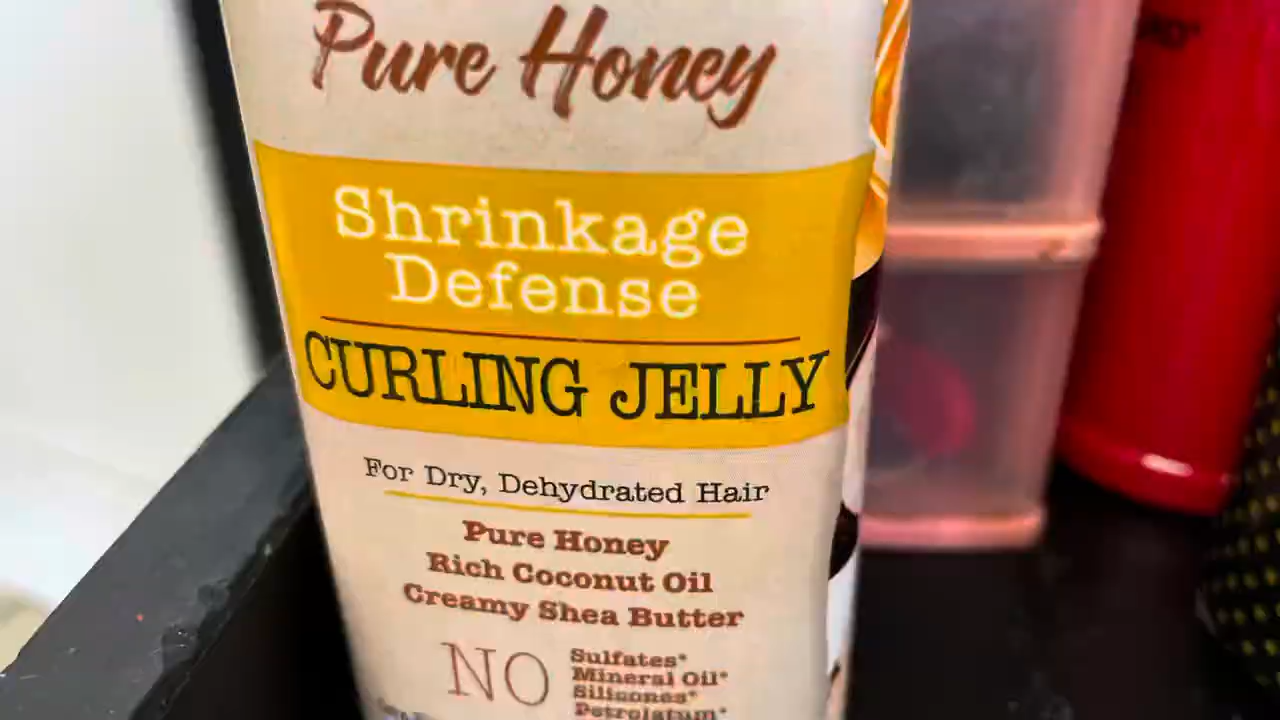 Pure Honey
Shrinkage
Defense
CURLING JELLY
For Dry, Dehydrated Hair
Pure Honey
Rich Coconut Oil
Creamy Shea Butter
NO
Sulfates*
Mineral Oil*
Silicones*
Petrolatum*